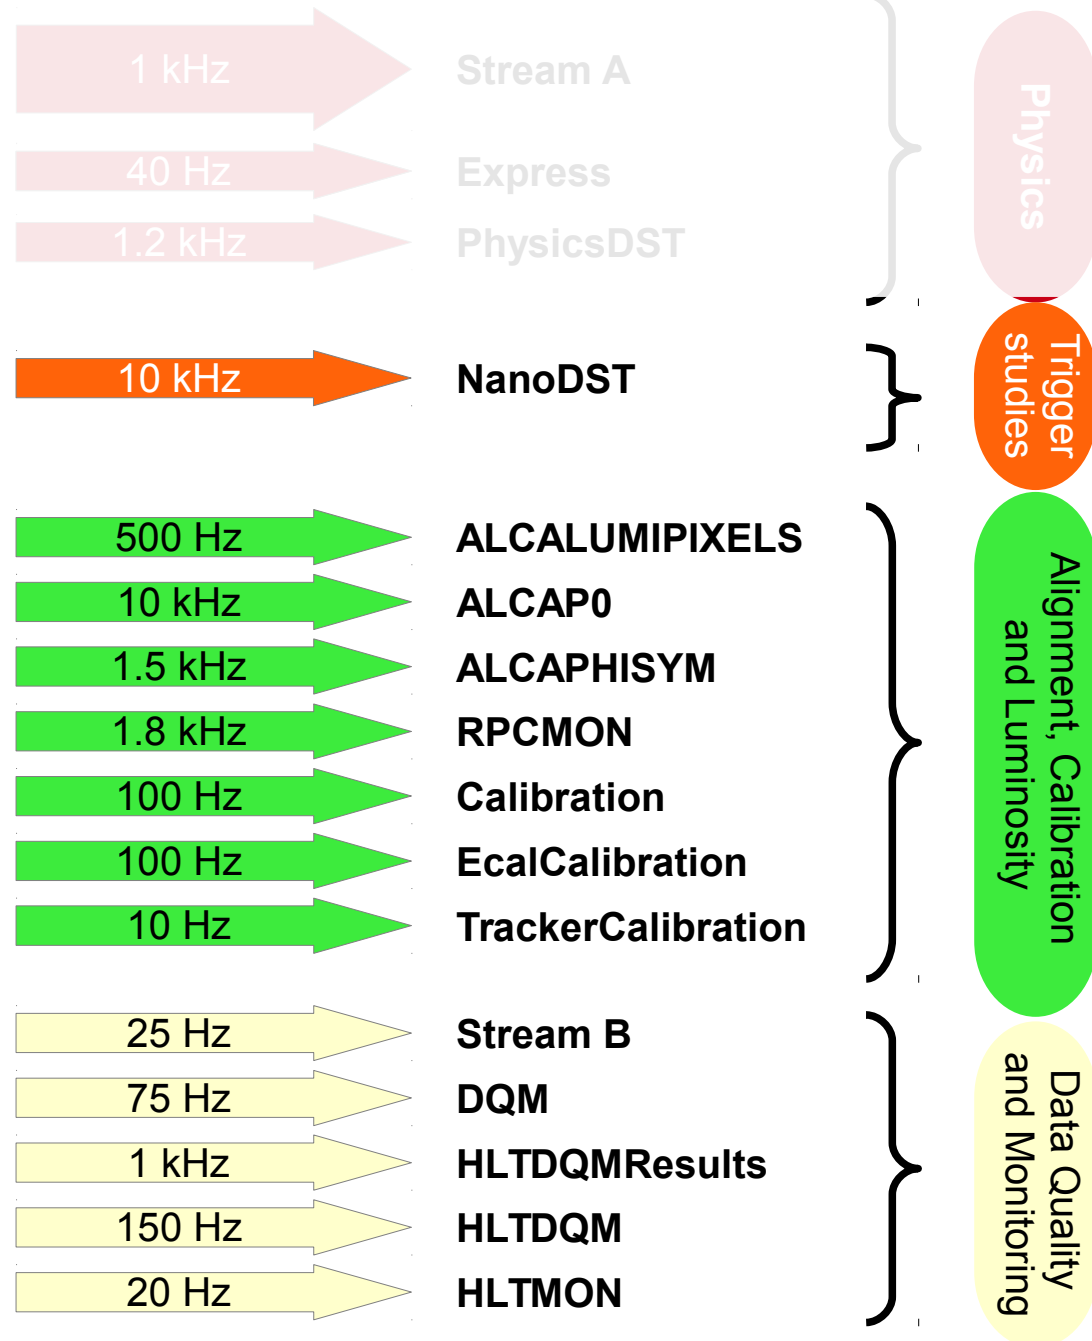 1 kHz Stream A
40 Hz Express
1.2 kHz PhysicsDST
Physics
10 kHz NanoDST
Trigger
studies
500 Hz ALCALUMIPIXELS
10 kHz ALCAP0
1.5 kHz ALCAPHISYM
1.8 kHz RPCMON
100 Hz Calibration
100 Hz EcalCalibration
10 Hz TrackerCalibration
Alignment, Calibration
and Luminosity
25 Hz Stream B
75 Hz DQM
1 kHz HLTDQMResults
150 Hz HLTDQM
20 Hz HLTMON
Data Quality
and Monitoring